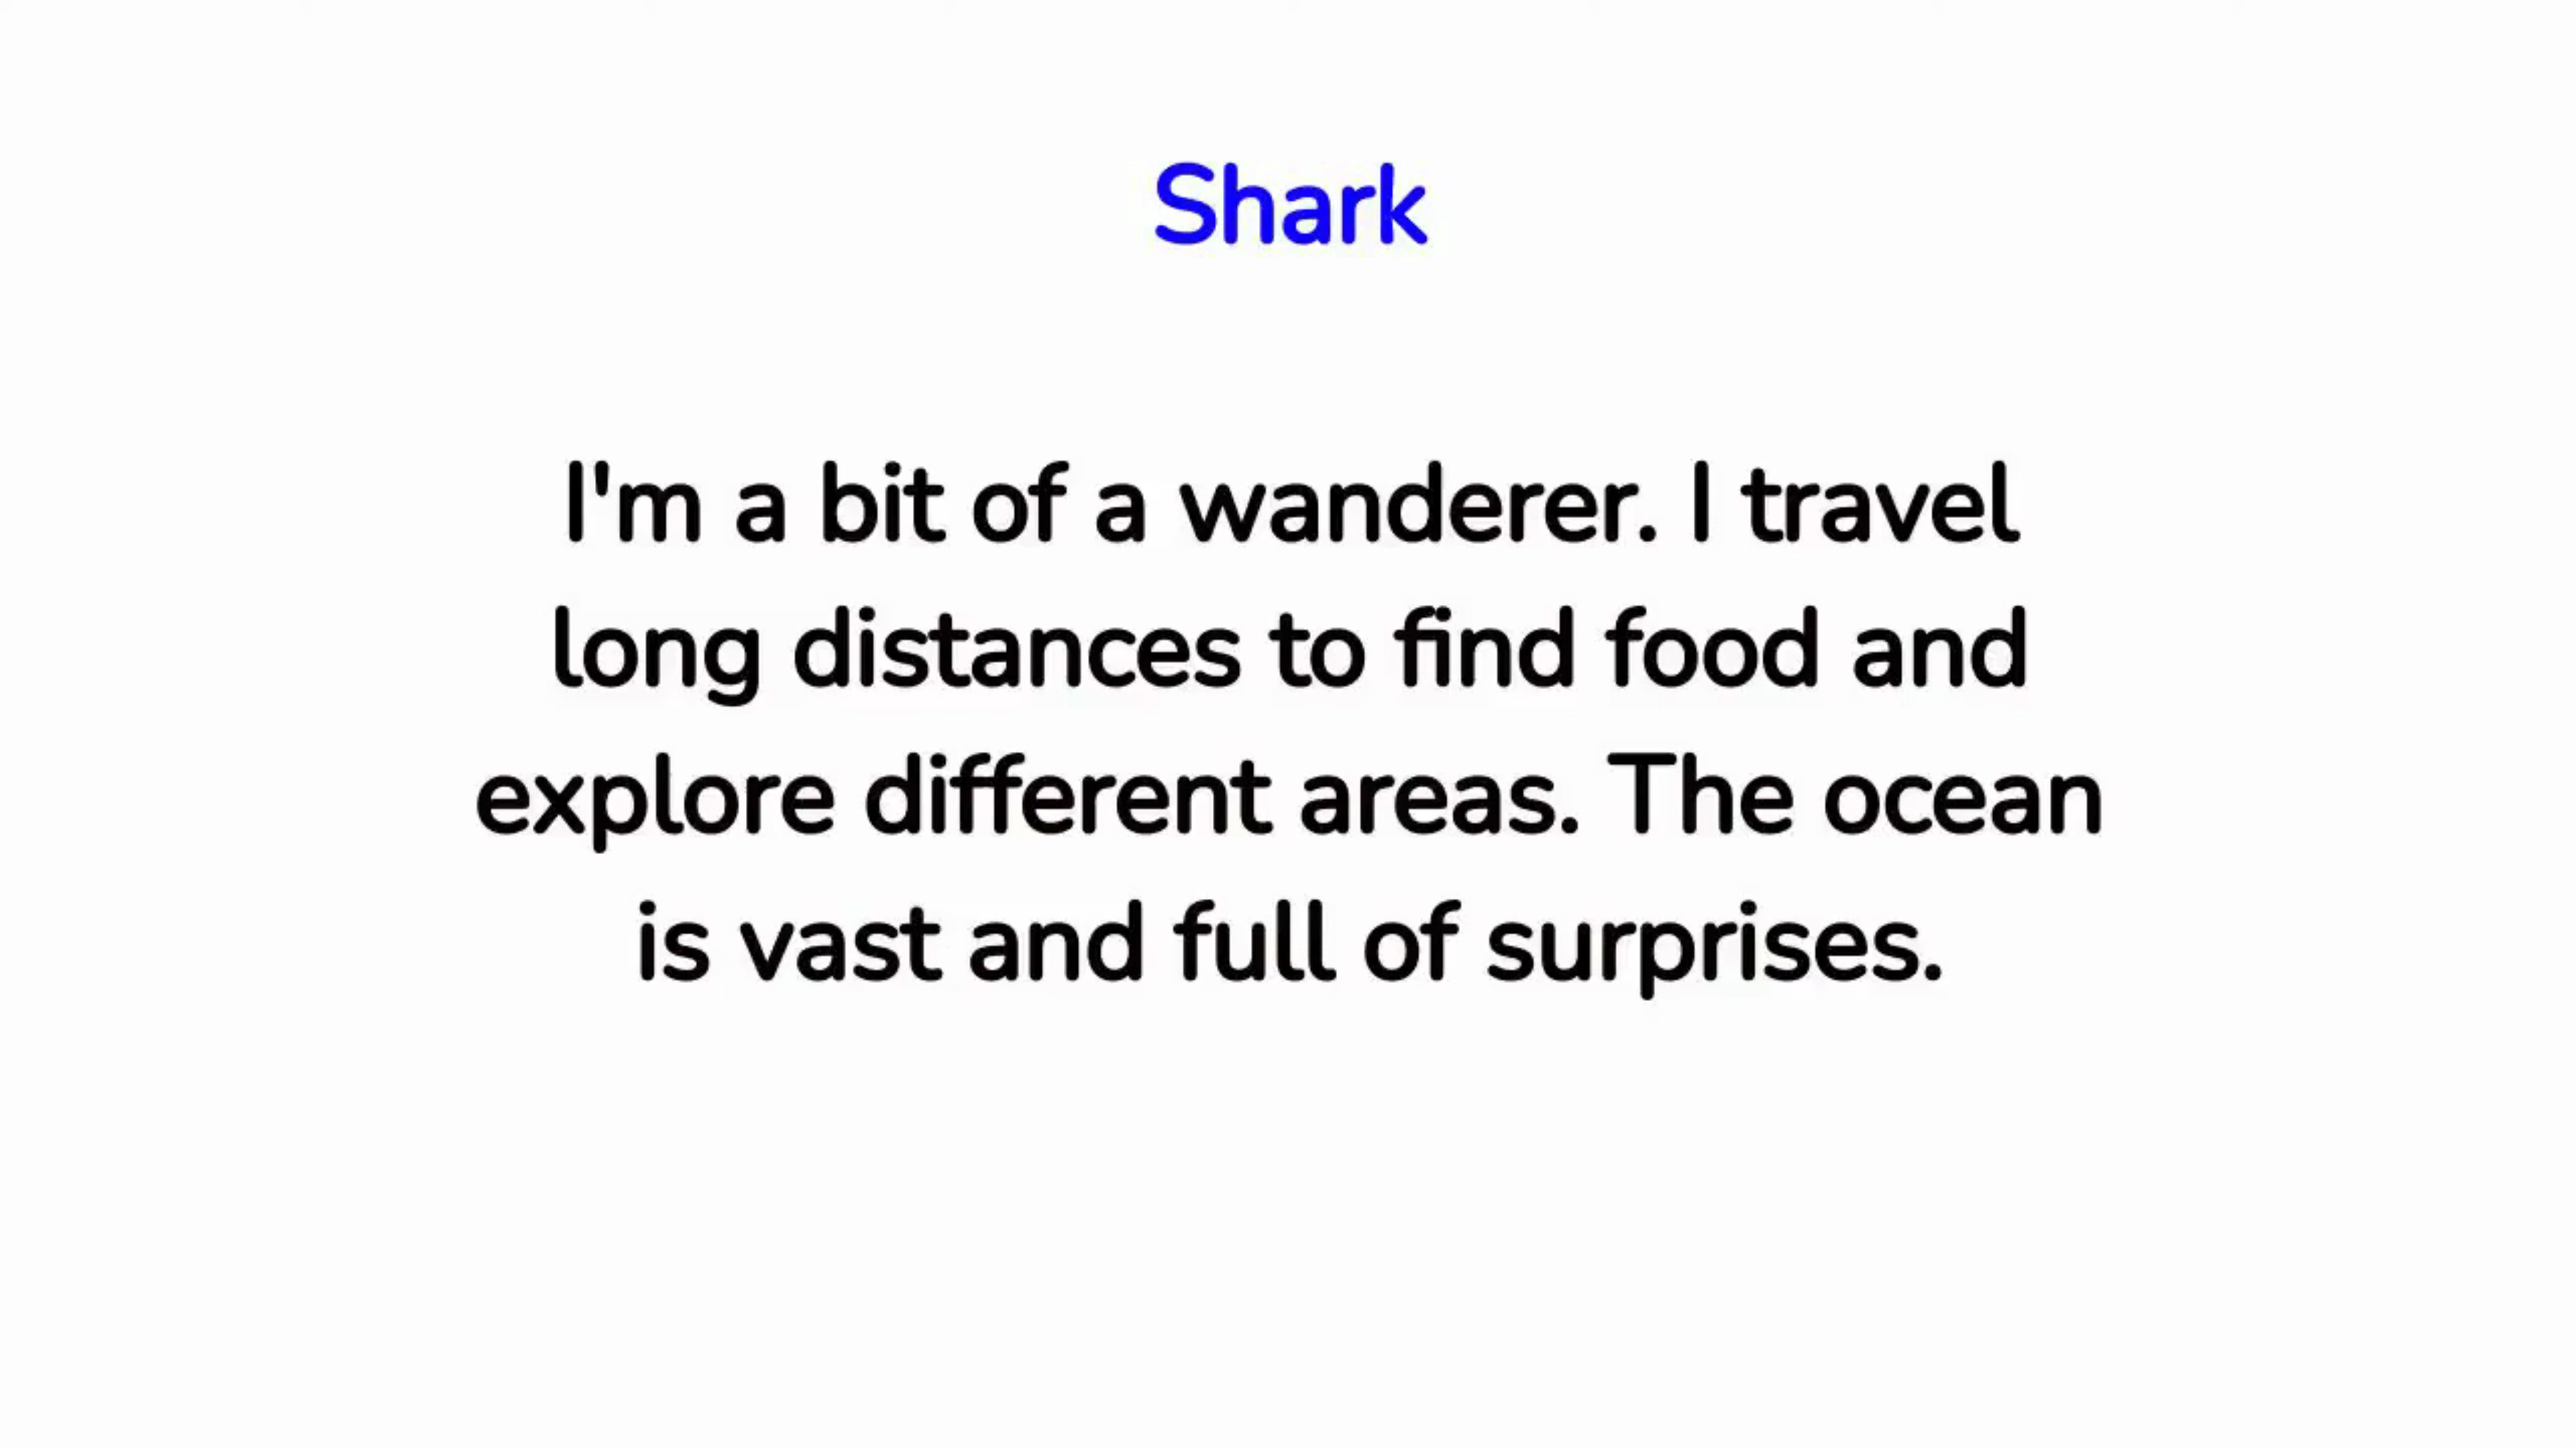 Shark
I'm a bit of a wanderer. I travel
long distances to find food and
explore different areas. The ocean
is vast and full of surprises.